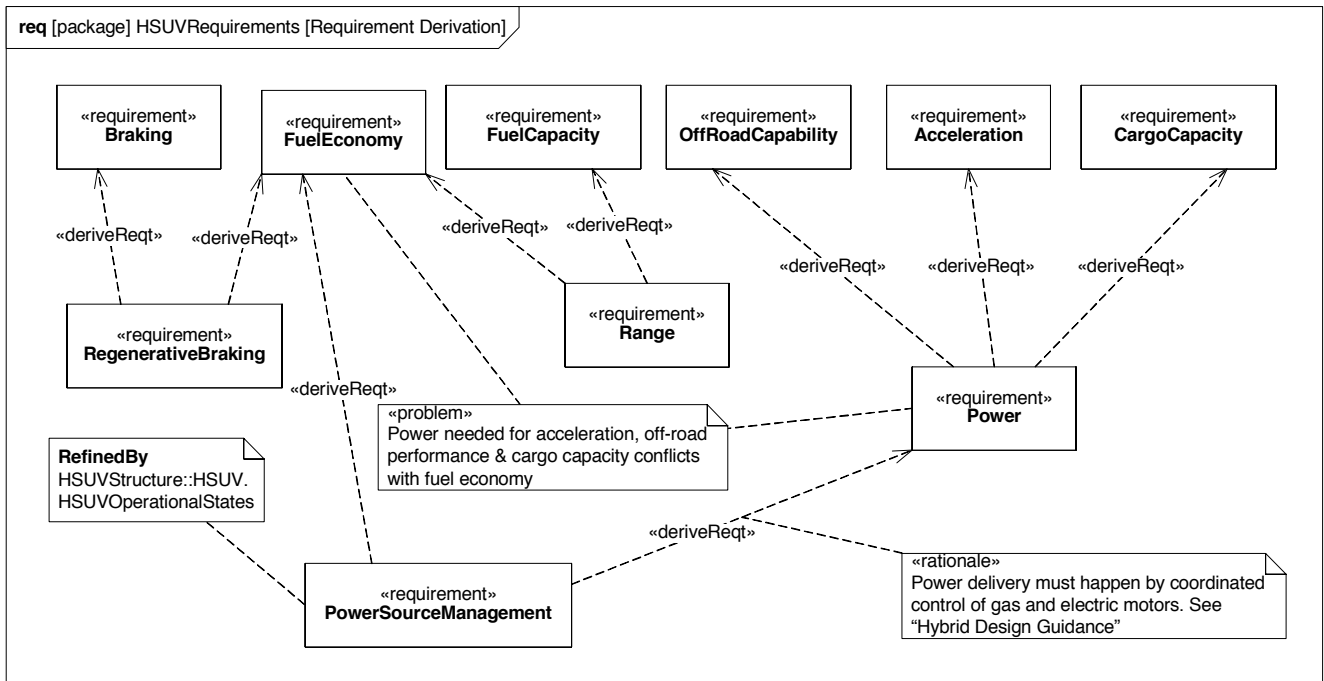 req [package] HSUVRequirements [Requirement Derivation]
«requirement»
Braking
«requirement»
FuelEconomy
«requirement»
FuelCapacity
«requirement»
OffRoadCapability
«requirement»
Acceleration
«requirement»
CargoCapacity
«deriveReqt»
«deriveReqt»
«deriveReqt»
«deriveReqt»
«deriveReqt»
«deriveReqt»
«deriveReqt»
«requirement»
RegenerativeBraking
«requirement»
Range
«deriveReqt»
«requirement»
Power
«problem»
Power needed for acceleration, off-road
performance & cargo capacity conflicts
with fuel economy
RefinedBy
HSUVStructure::HSUV.
HSUVOperationalStates
«deriveReqt»
«requirement»
PowerSourceManagement
«rationale»
Power delivery must happen by coordinated
control of gas and electric motors. See
“Hybrid Design Guidance”